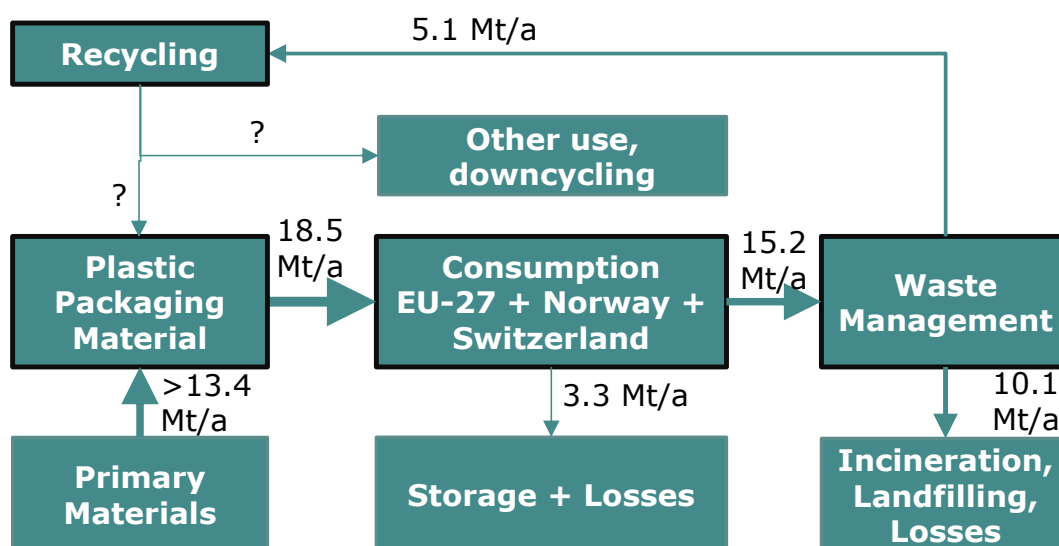 5.1 Mt/a
Recycling
?
Other use,
downcycling
?
18.5
Mt/a
15.2
Mt/a
Plastic
Packaging
Material
Consumption
EU-27 + Norway +
Switzerland
Waste
Management
>13.4
Mt/a
3.3 Mt/a
10.1
Mt/a
Primary
Materials
Storage + Losses
Incineration,
Landfilling,
Losses